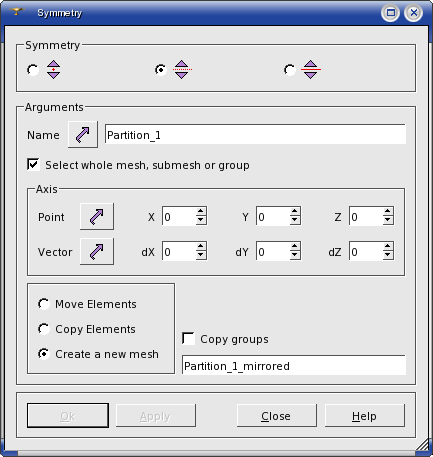 Symmetry
Symmetry
Arguments
Name Partition_1
Select whole mesh, submesh or group
Axis
Point X 0 Y 0 Z 0
Vector dX 0 dY 0 dZ 0
Move Elements
Copy Elements
Create a new mesh
Copy groups
Partition_1_mirrored
Ok Apply Close Help